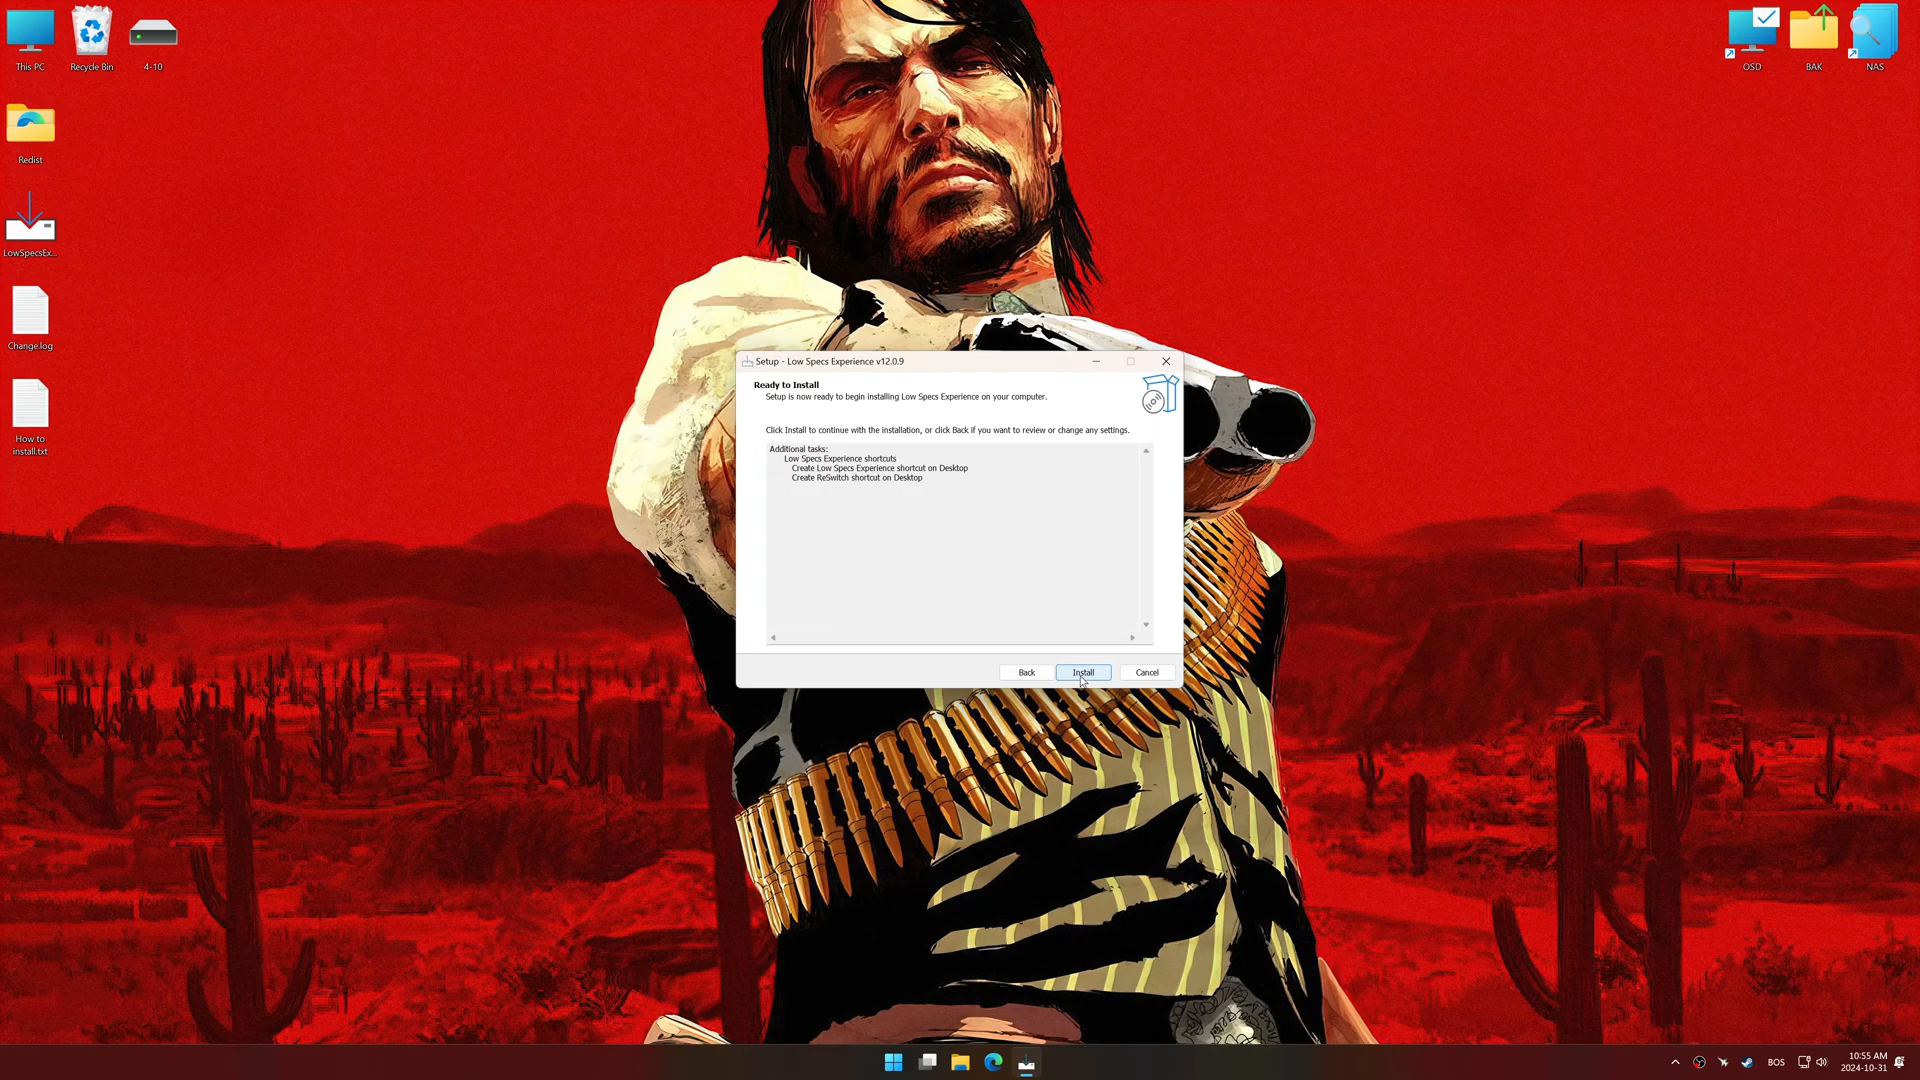 This PC
Recycle Bin
4-10
OSD
BAK
NAS
Redist
LowSpecsEx...
Change.log
How to
install.txt
Setup - Low Specs Experience v12.0.9
Ready to Install
Setup is now ready to begin installing Low Specs Experience on your computer.
Click Install to continue with the installation, or click Back if you want to review or change any settings.
Additional tasks:
Low Specs Experience shortcuts
Create Low Specs Experience shortcut on Desktop
Create ReSwitch shortcut on Desktop
Back
Install
Cancel
BOS
10:55 AM
2024-10-31